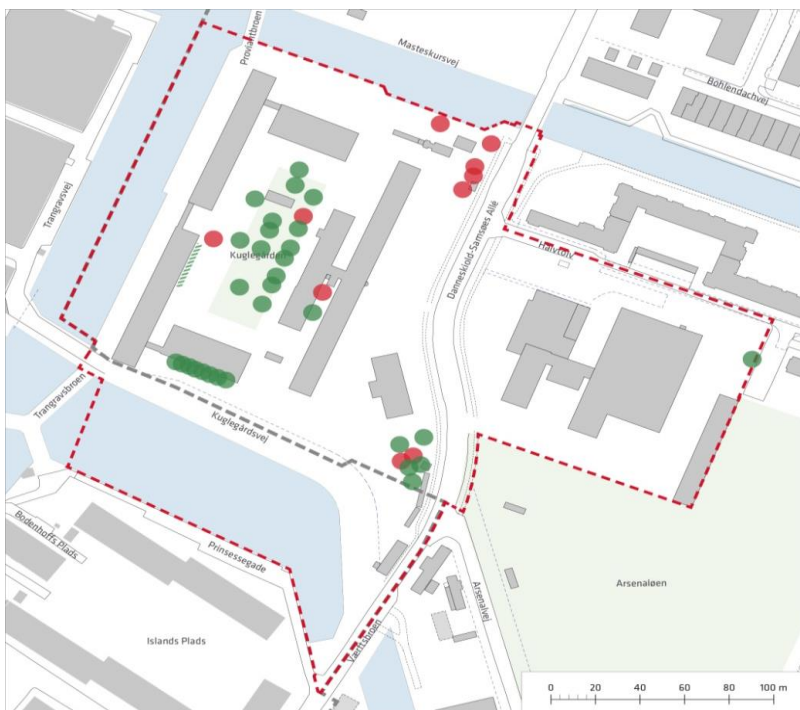 Proviantbroen
Masteskursvej
Bohlendachvej
Trangravsvej
Danneskiold-Samsøes Allé
Halvtolv
Kuglegården
Trangravsbroen
Kuglegårdsvej
Bodenhoffs Plads
Prinsessegade
Arsenalvej
Arsenaløen
Islands Plads
Værftsbroen
0 20 40 60 80 100 m